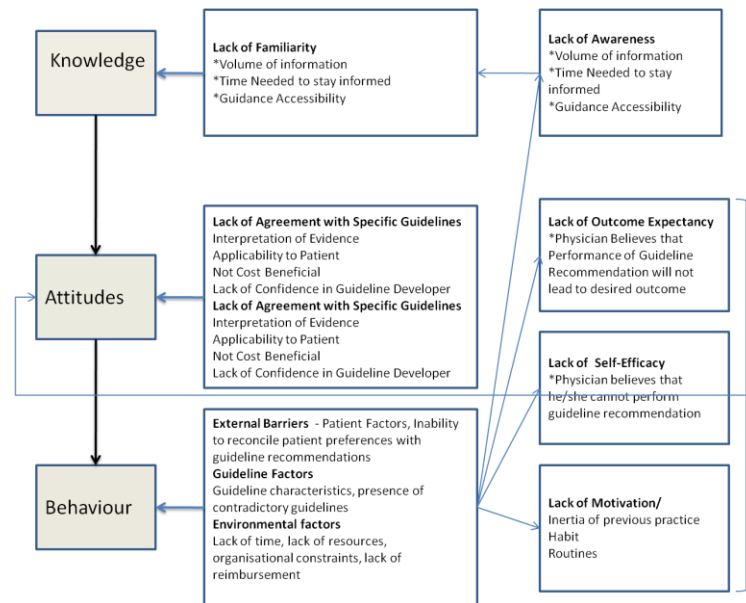 Knowledge
Lack of Familiarity
*Volume of information
*Time Needed to stay informed
*Guidance Accessibility
Lack of Awareness
*Volume of information
*Time Needed to stay
informed
*Guidance Accessibility
Attitudes
Lack of Agreement with Specific Guidelines
Interpretation of Evidence
Applicability to Patient
Not Cost Beneficial
Lack of Confidence in Guideline Developer
Lack of Agreement with Specific Guidelines
Interpretation of Evidence
Applicability to Patient
Not Cost Beneficial
Lack of Confidence in Guideline Developer
Lack of Outcome Expectancy
*Physician Believes that
Performance of Guideline
Recommendation will not
lead to desired outcome
Lack of Self-Efficacy
*Physician believes that
he/she cannot perform
guideline recommendation
Behaviour
External Barriers - Patient Factors, Inability
to reconcile patient preferences with
guideline recommendations
Guideline Factors
Guideline characteristics, presence of
contradictory guidelines
Environmental factors
Lack of time, lack of resources,
organisational constraints, lack of
reimbursement
Lack of Motivation/
Inertia of previous practice
Habit
Routines